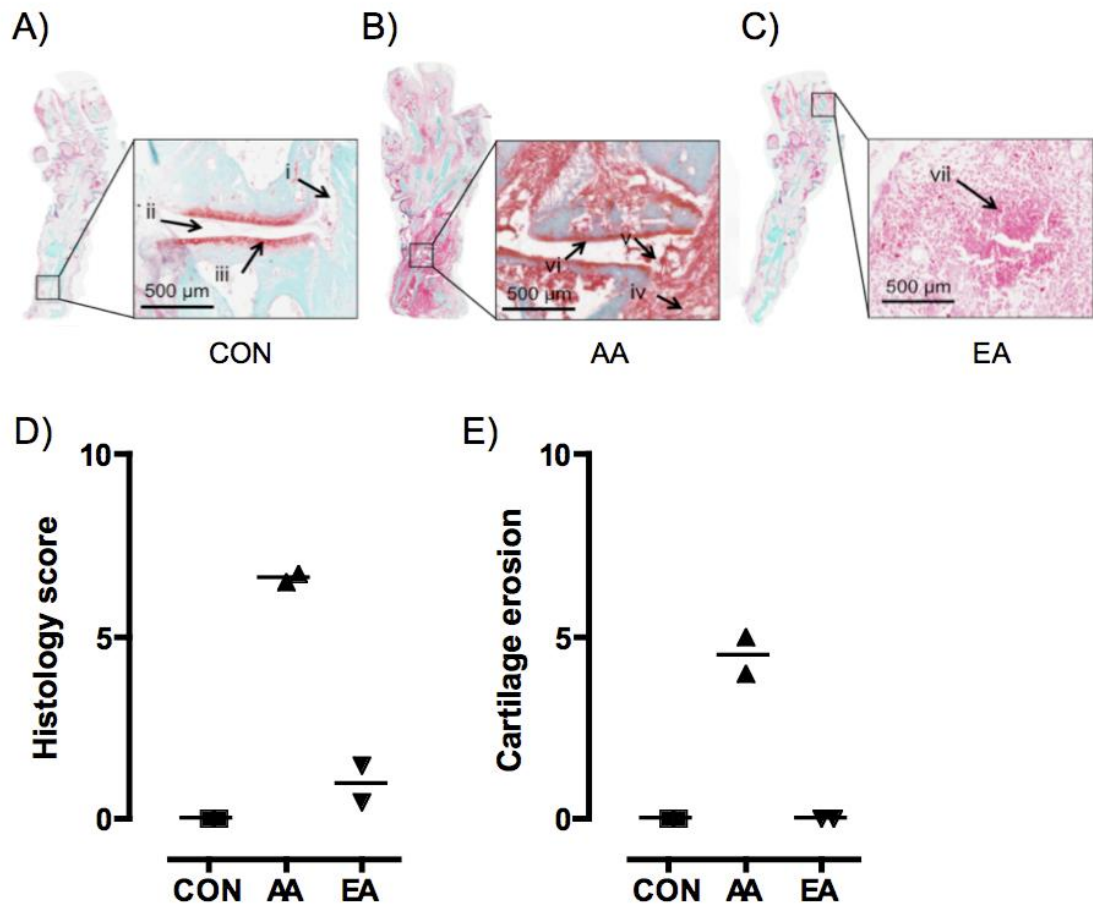 A)
B)
C)
i
ii
iii
500 µm
v
vi
iv
500 µm
vii
500 µm
CON
AA
EA
D)
E)
10
5
0
Histology score
CON AA EA
10
5
0
Cartilage erosion
CON AA EA